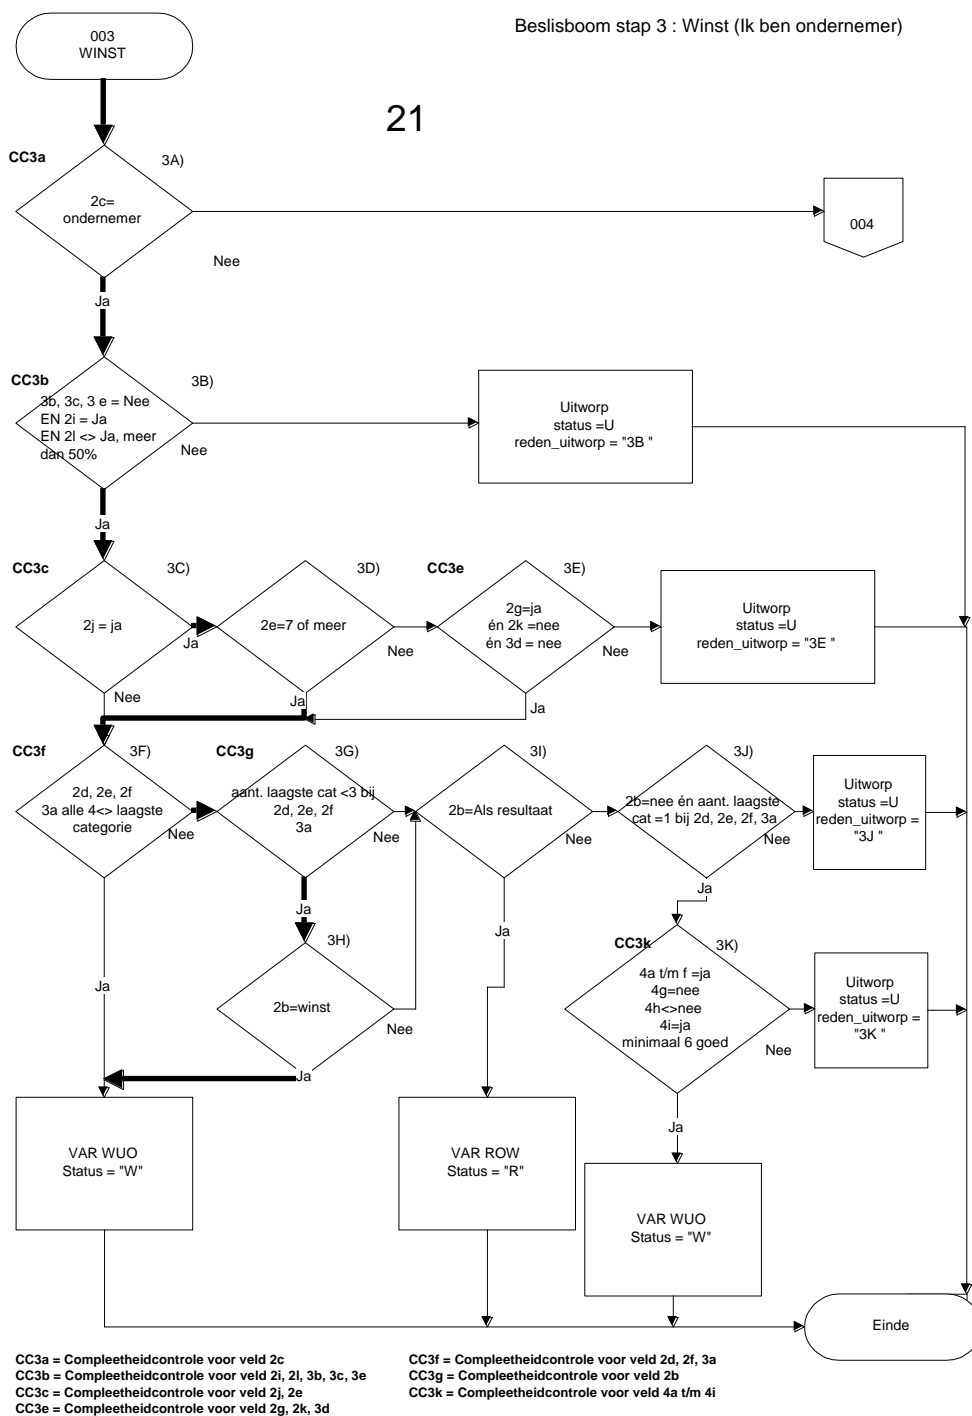 003
WINST
Beslisboom stap 3 : Winst (Ik ben ondernemer)
21
CC3a
3A)
2c=
ondernemer
004
Nee
Ja
CC3b
3B)
3b, 3c, 3 e = Nee
EN 2i = Ja
EN 2l <> Ja, meer
dan 50%
Nee
Uitworp
status =U
reden_uitworp = "3B "
Ja
CC3c
3C)
2j = ja
Ja
Nee
3D)
2e=7 of meer
Nee
Ja
CC3e
3E)
2g=ja
én 2k =nee
én 3d = nee
Nee
Ja
Uitworp
status =U
reden_uitworp = "3E "
CC3f
3F)
2d, 2e, 2f
3a alle 4<> laagste
categorie
Nee
Ja
CC3g
3G)
aant. laagste cat <3 bij
2d, 2e, 2f
3a
Nee
Ja
3I)
2b=Als resultaat
Nee
Ja
3J)
2b=nee én aant. laagste
cat =1 bij 2d, 2e, 2f, 3a
Nee
Ja
Uitworp
status =U
reden_uitworp =
"3J "
3H)
2b=winst
Nee
Ja
CC3k
3K)
4a t/m f =ja
4g=nee
4h<>nee
4i=ja
minimaal 6 goed
Nee
Ja
Uitworp
status =U
reden_uitworp =
"3K "
VAR WUO
Status = "W"
VAR ROW
Status = "R"
VAR WUO
Status = "W"
Einde
CC3a = Compleetheidcontrole voor veld 2c
CC3b = Compleetheidcontrole voor veld 2i, 2l, 3b, 3c, 3e
CC3c = Compleetheidcontrole voor veld 2j, 2e
CC3e = Compleetheidcontrole voor veld 2g, 2k, 3d
CC3f = Compleetheidcontrole voor veld 2d, 2f, 3a
CC3g = Compleetheidcontrole voor veld 2b
CC3k = Compleetheidcontrole voor veld 4a t/m 4i